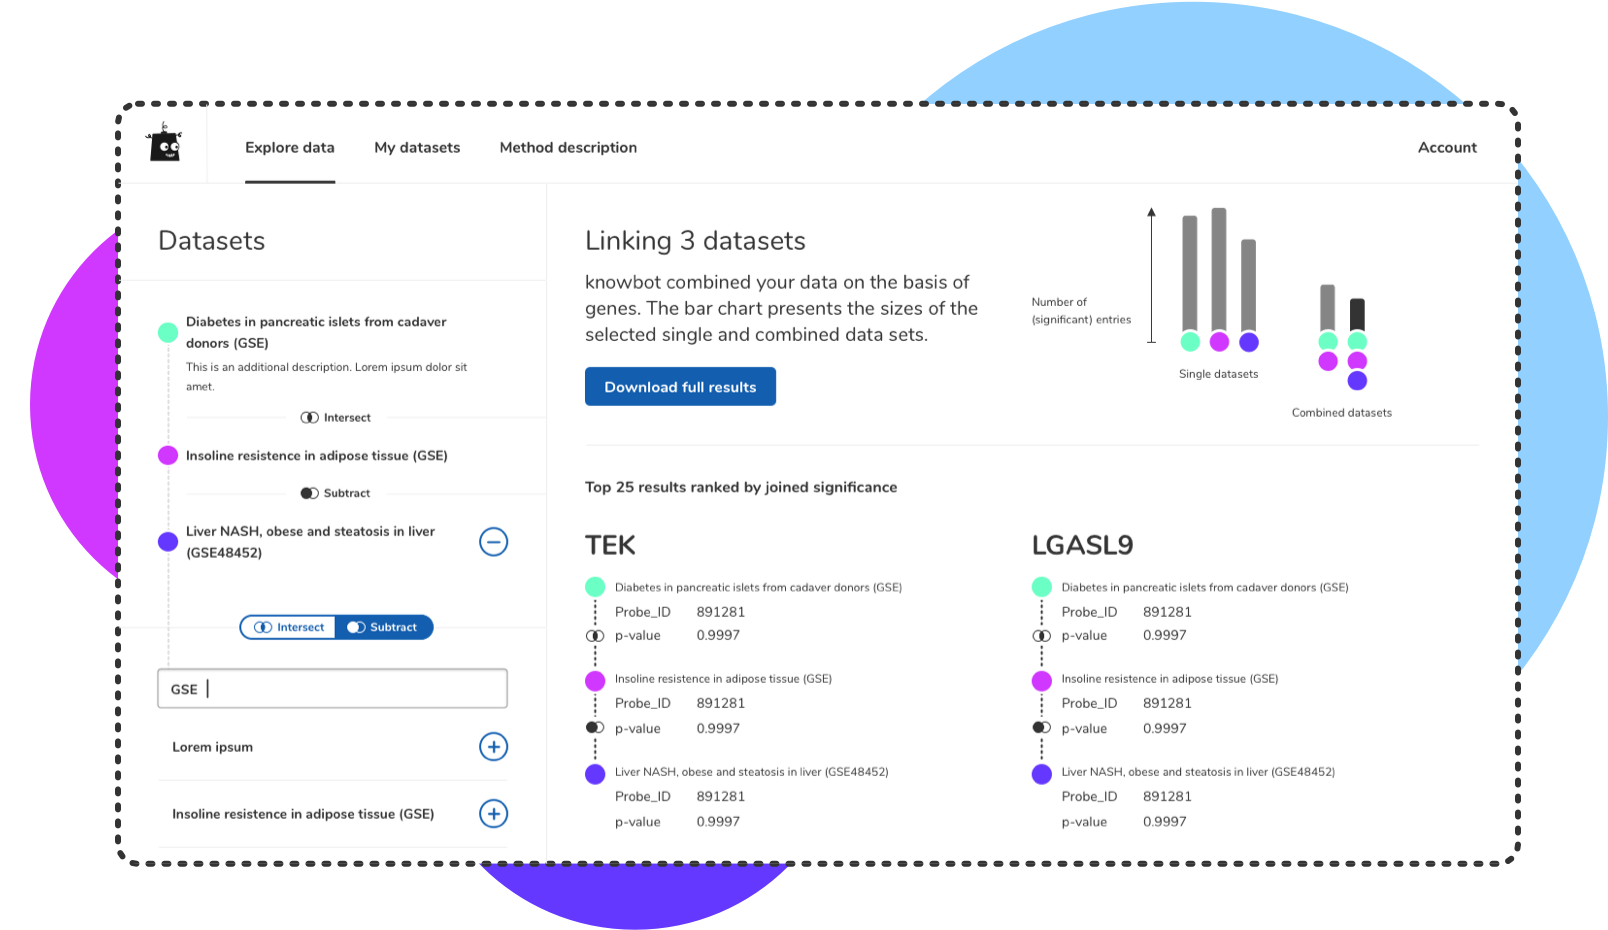 Explore data
My datasets
Method description
Account
Datasets
Diabetes in pancreatic islets from cadaver
donors (GSE)
This is an additional description. Lorem ipsum dolor sit
amet.
Intersect
Insoline resistence in adipose tissue (GSE)
Subtract
Liver NASH, obese and steatosis in liver
(GSE48452)
Intersect
Subtract
GSE
Lorem ipsum
Insoline resistence in adipose tissue (GSE)
Linking 3 datasets
knowbot combined your data on the basis of
genes. The bar chart presents the sizes of the
selected single and combined data sets.
Download full results
Number of
(significant) entries
Single datasets
Combined datasets
Top 25 results ranked by joined significance
TEK
Diabetes in pancreatic islets from cadaver donors (GSE)
Probe_ID 891281
p-value 0.9997
Insoline resistence in adipose tissue (GSE)
Probe_ID 891281
p-value 0.9997
Liver NASH, obese and steatosis in liver (GSE48452)
Probe_ID 891281
p-value 0.9997
LGASL9
Diabetes in pancreatic islets from cadaver donors (GSE)
Probe_ID 891281
p-value 0.9997
Insoline resistence in adipose tissue (GSE)
Probe_ID 891281
p-value 0.9997
Liver NASH, obese and steatosis in liver (GSE48452)
Probe_ID 891281
p-value 0.9997